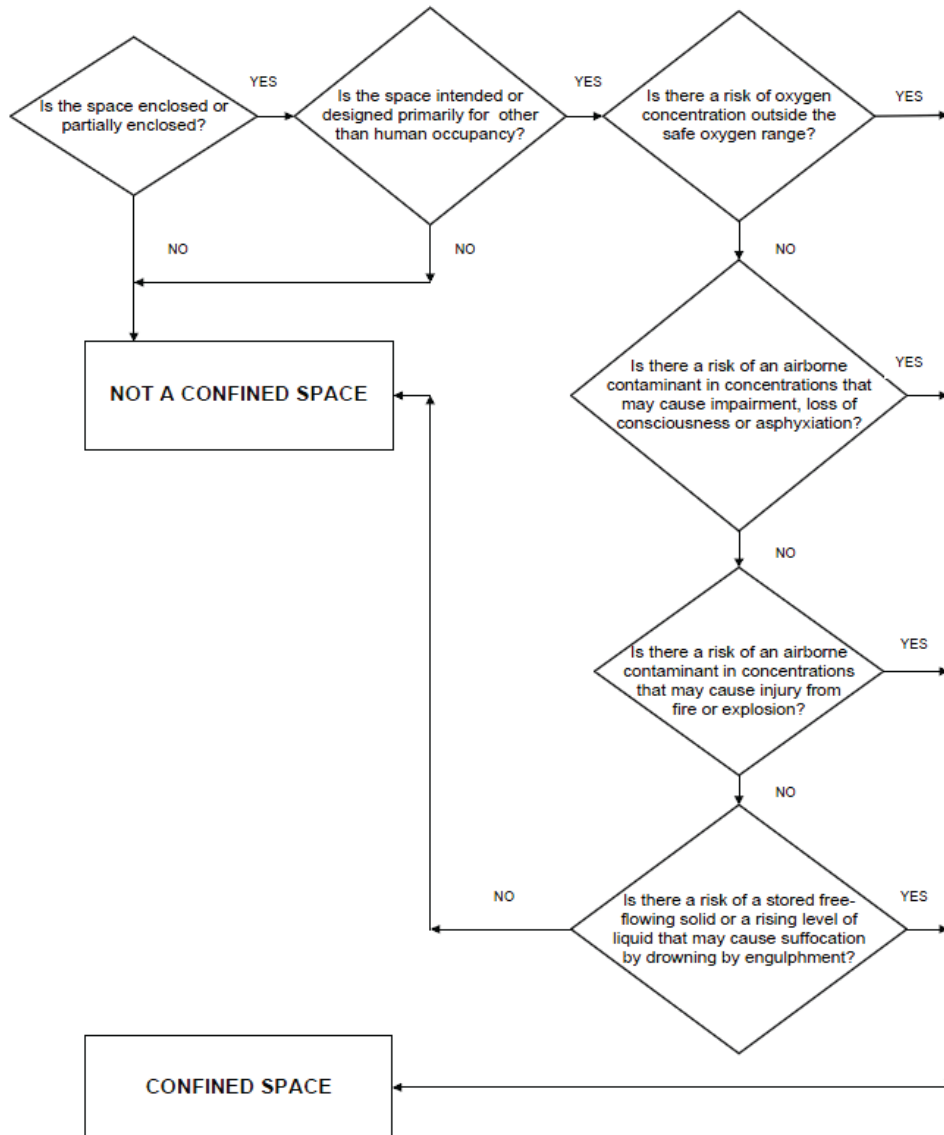 Is the space enclosed or
partially enclosed?
YES
Is the space intended or
designed primarily for other
than human occupancy?
YES
Is there a risk of oxygen
concentration outside the
safe oxygen range?
YES
NO
NO
NO
NOT A CONFINED SPACE
Is there a risk of an airborne
contaminant in concentrations that
may cause impairment, loss of
consciousness or asphyxiation?
YES
NO
Is there a risk of an airborne
contaminant in concentrations
that may cause injury from
fire or explosion?
YES
NO
Is there a risk of a stored free-
flowing solid or a rising level of
liquid that may cause suffocation
by drowning by engulphment?
NO
YES
CONFINED SPACE